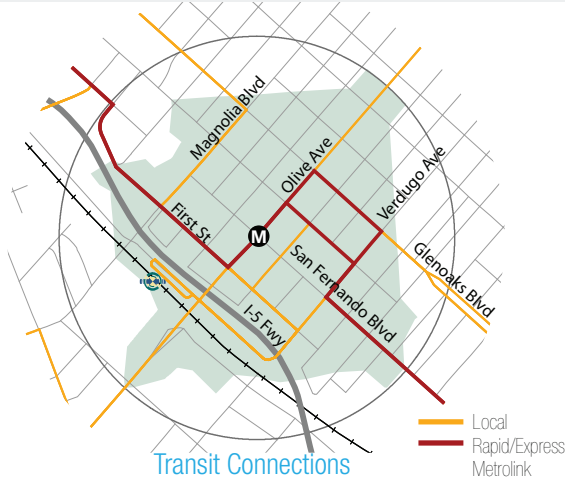 Magnolia Blvd
Olive Ave
Verdugo Ave
First St
M
San Fernando Blvd
Glenoaks Blvd
I-5 Fwy
Local
Rapid/Express
Metrolink
Transit Connections